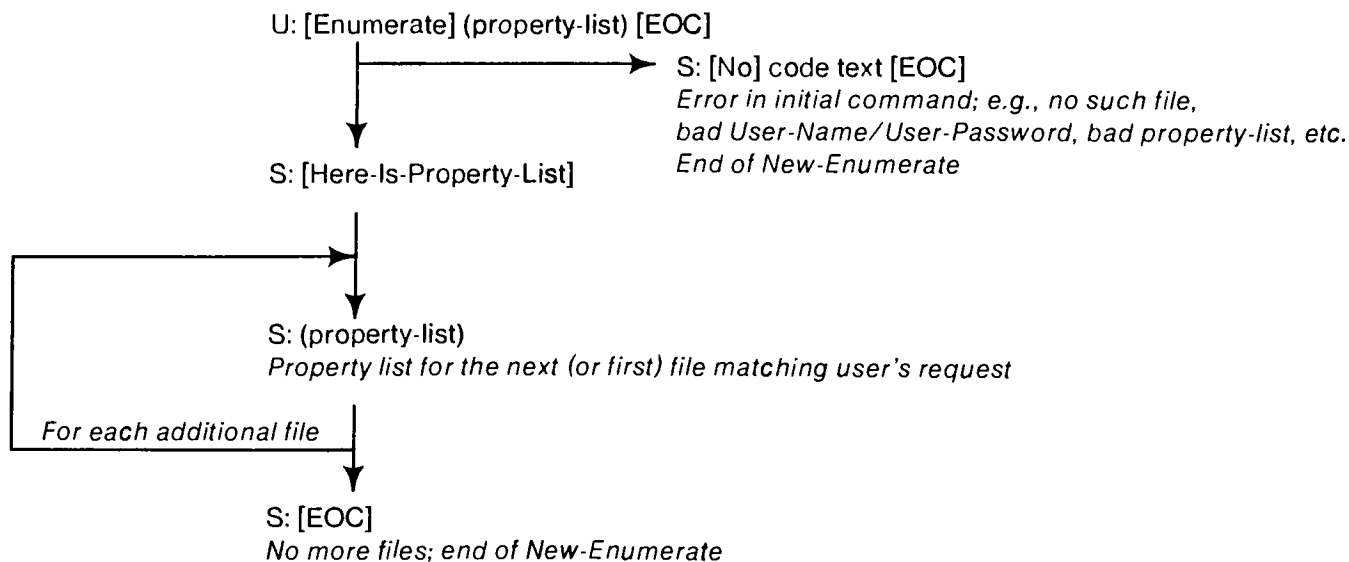 U: [Enumerate] (property-list) [EOC]
S: [No] code text [EOC]
Error in initial command; e.g., no such file,
bad User-Name/User-Password, bad property-list, etc.
End of New-Enumerate
S: [Here-Is-Property-List]
S: (property-list)
Property list for the next (or first) file matching user's request
For each additional file
S: [EOC]
No more files; end of New-Enumerate